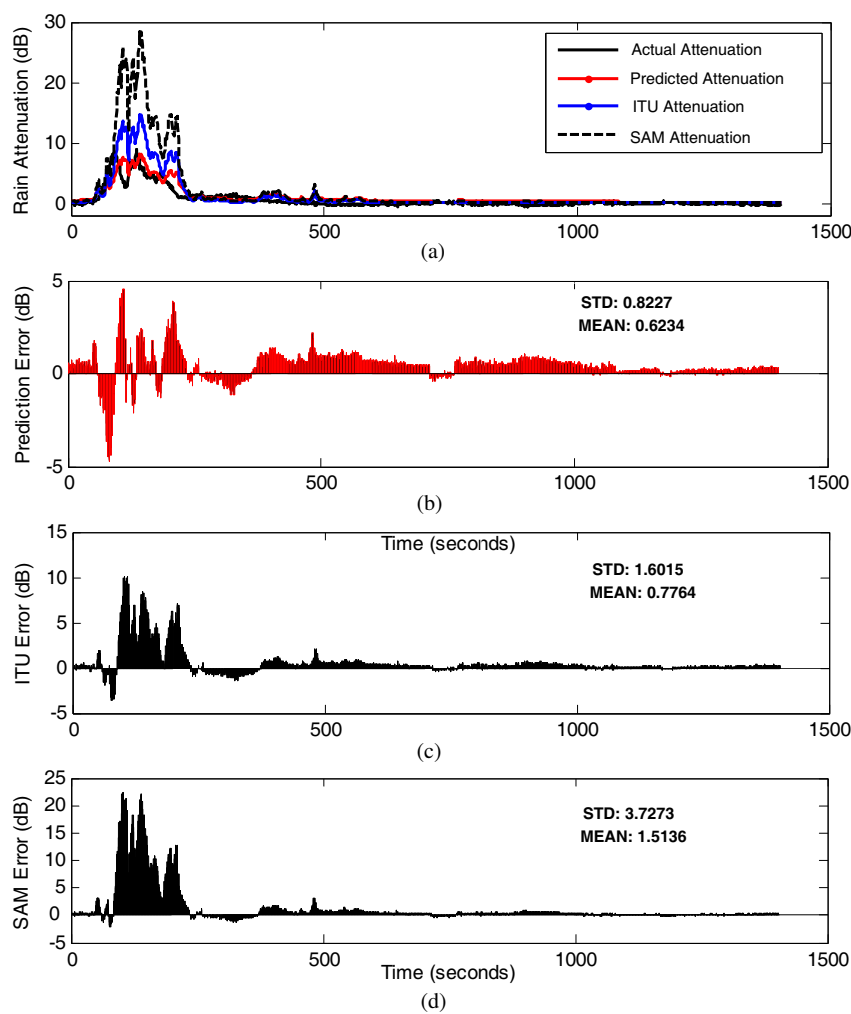 Rain Attenuation (dB)
30
20
10
0
Actual Attenuation
Predicted Attenuation
ITU Attenuation
SAM Attenuation
0 500 1000 1500
(a)
Prediction Error (dB)
5
0
-5
STD: 0.8227
MEAN: 0.6234
0 500 1000 1500
(b)
ITU Error (dB)
15
10
5
0
-5
Time (seconds)
STD: 1.6015
MEAN: 0.7764
0 500 1000 1500
(c)
SAM Error (dB)
25
20
15
10
5
0
-5
STD: 3.7273
MEAN: 1.5136
0 500 1000 1500
Time (seconds)
(d)